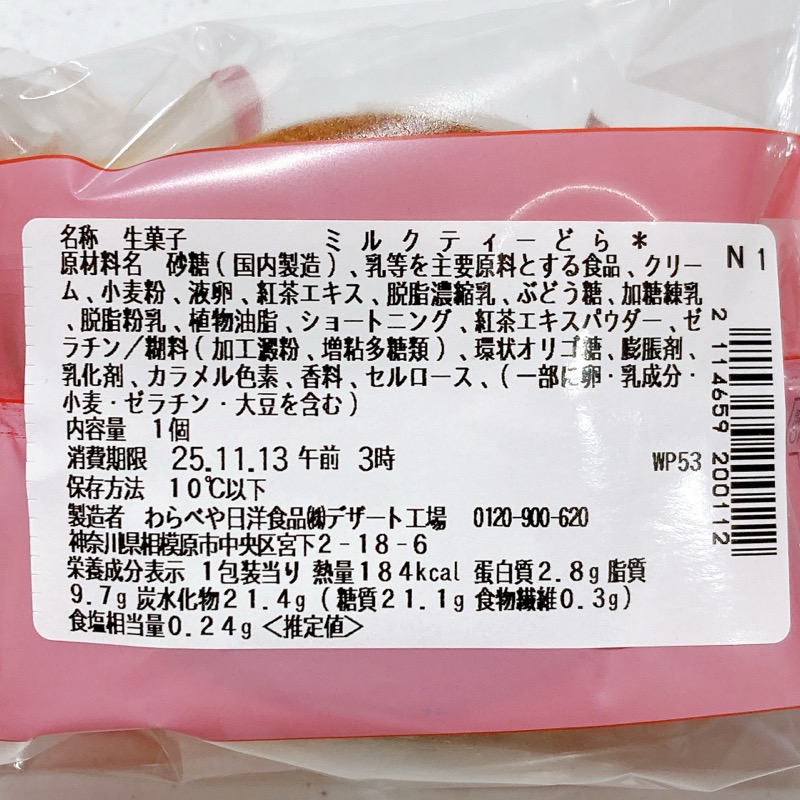 名称 生菓子 ミルクティーどら*
N1
原材料名 砂糖(国内製造)、乳等を主要原料とする食品、クリー
ム、小麦粉、液卵、紅茶エキス、脱脂濃縮乳、ぶどう糖、加糖練乳
、脱脂粉乳、植物油脂、ショートニング、紅茶エキスパウダー、ゼ
ラチン/糊料(加工澱粉、増粘多糖類)、環状オリゴ糖、膨脹剤、
乳化剤、カラメル色素、香料、セルロース、(一部に卵・乳成分・
小麦・ゼラチン・大豆を含む)
内容量 1個
消費期限 25.11.13 午前 3時
WP53
保存方法 10℃以下
製造者 わらべや日洋食品㈱デザート工場 0120-900-620
神奈川県相模原市中央区宮下2-18-6
栄養成分表示 1包装当り 熱量184kcal 蛋白質2.8g 脂質
9.7g 炭水化物21.4g (糖質21.1g 食物繊維0.3g)
食塩相当量0.24g <推定値>
2 114659 200112